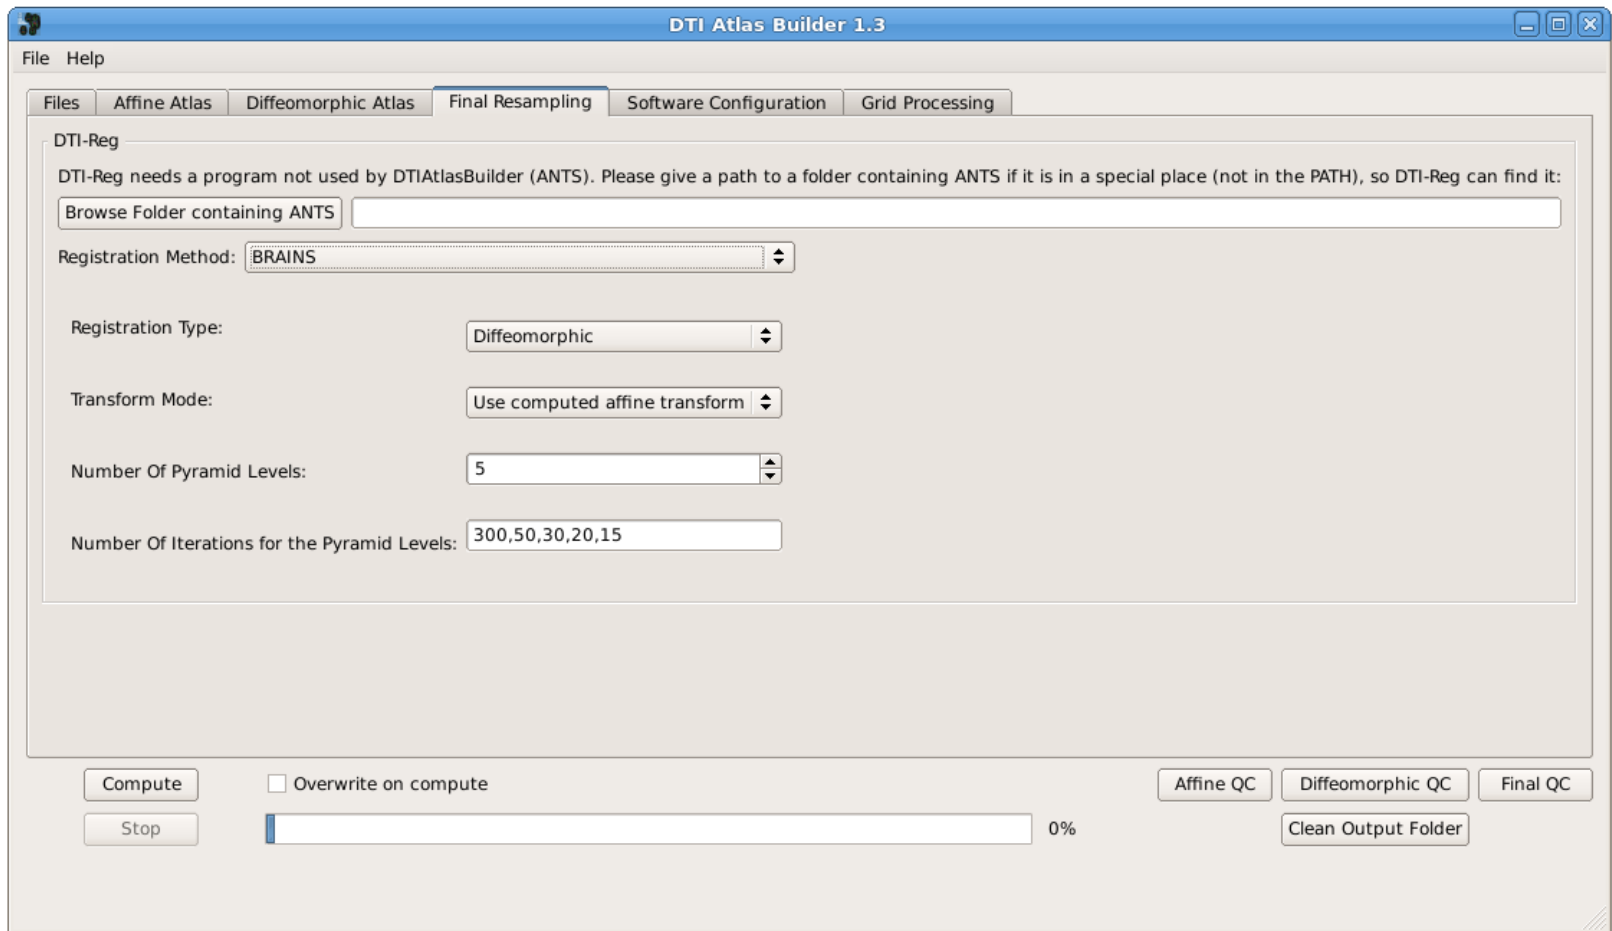 DTI Atlas Builder 1.3
File Help
Files Affine Atlas Diffeomorphic Atlas Final Resampling Software Configuration Grid Processing
DTI-Reg
DTI-Reg needs a program not used by DTIAtlasBuilder (ANTS). Please give a path to a folder containing ANTS if it is in a special place (not in the PATH), so DTI-Reg can find it:
Browse Folder containing ANTS
Registration Method: BRAINS
Registration Type: Diffeomorphic
Transform Mode: Use computed affine transform
Number Of Pyramid Levels: 5
Number Of Iterations for the Pyramid Levels: 300,50,30,20,15
Compute Overwrite on compute Affine QC Diffeomorphic QC Final QC
Stop 0% Clean Output Folder